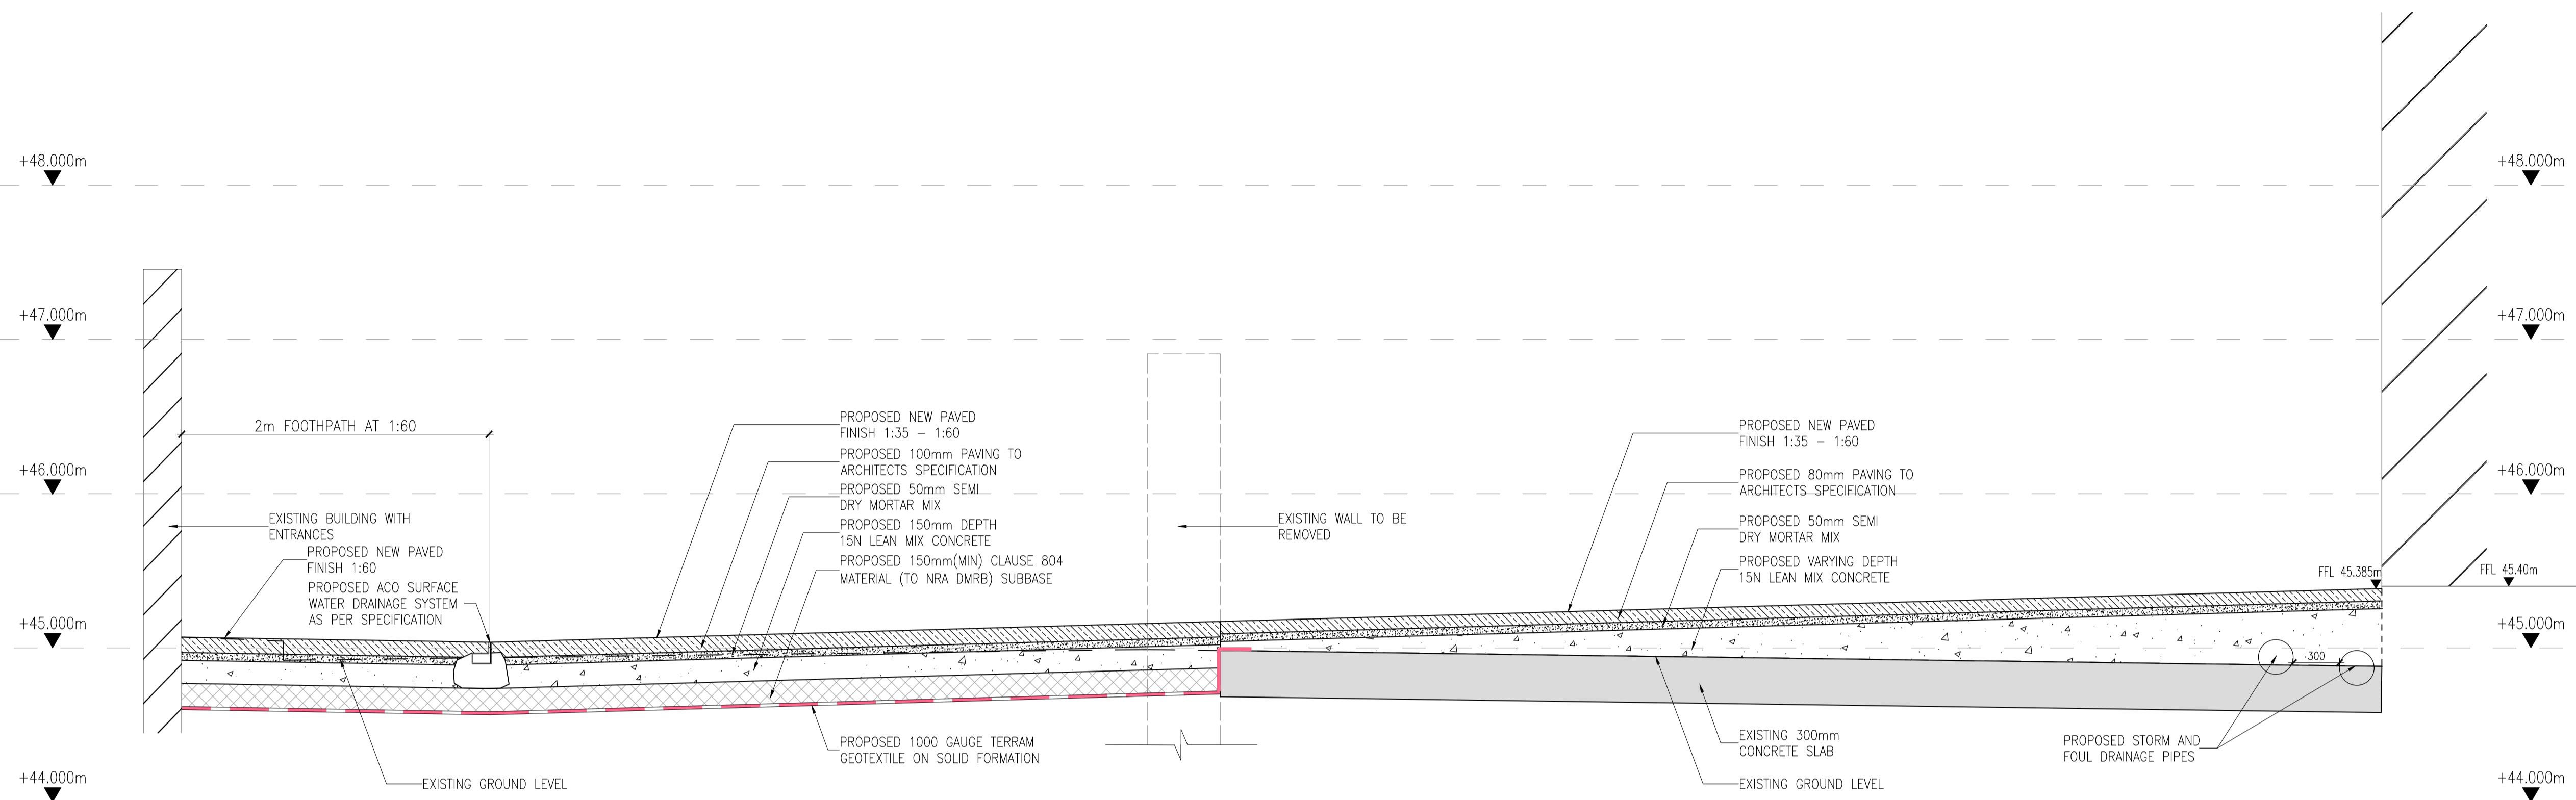 +48.000m
+48.000m
+47.000m
+47.000m
+46.000m
+46.000m
+45.000m
+45.000m
+44.000m
+44.000m
2m FOOTHPATH AT 1:60
EXISTING BUILDING WITH
ENTRANCES
PROPOSED NEW PAVED
FINISH 1:60
PROPOSED ACO SURFACE
WATER DRAINAGE SYSTEM
AS PER SPECIFICATION
EXISTING GROUND LEVEL
PROPOSED NEW PAVED
FINISH 1:35 - 1:60
PROPOSED 100mm PAVING TO
ARCHITECTS SPECIFICATION
PROPOSED 50mm SEMI
DRY MORTAR MIX
PROPOSED 150mm DEPTH
15N LEAN MIX CONCRETE
PROPOSED 150mm(MIN) CLAUSE 804
MATERIAL (TO NRA DMRB) SUBBASE
PROPOSED 1000 GAUGE TERRAM
GEOTEXTILE ON SOLID FORMATION
EXISTING WALL TO BE
REMOVED
PROPOSED NEW PAVED
FINISH 1:35 - 1:60
PROPOSED 80mm PAVING TO
ARCHITECTS SPECIFICATION
PROPOSED 50mm SEMI
DRY MORTAR MIX
PROPOSED VARYING DEPTH
15N LEAN MIX CONCRETE
EXISTING 300mm
CONCRETE SLAB
EXISTING GROUND LEVEL
FFL 45.385m
FFL 45.40m
300
PROPOSED STORM AND
FOUL DRAINAGE PIPES